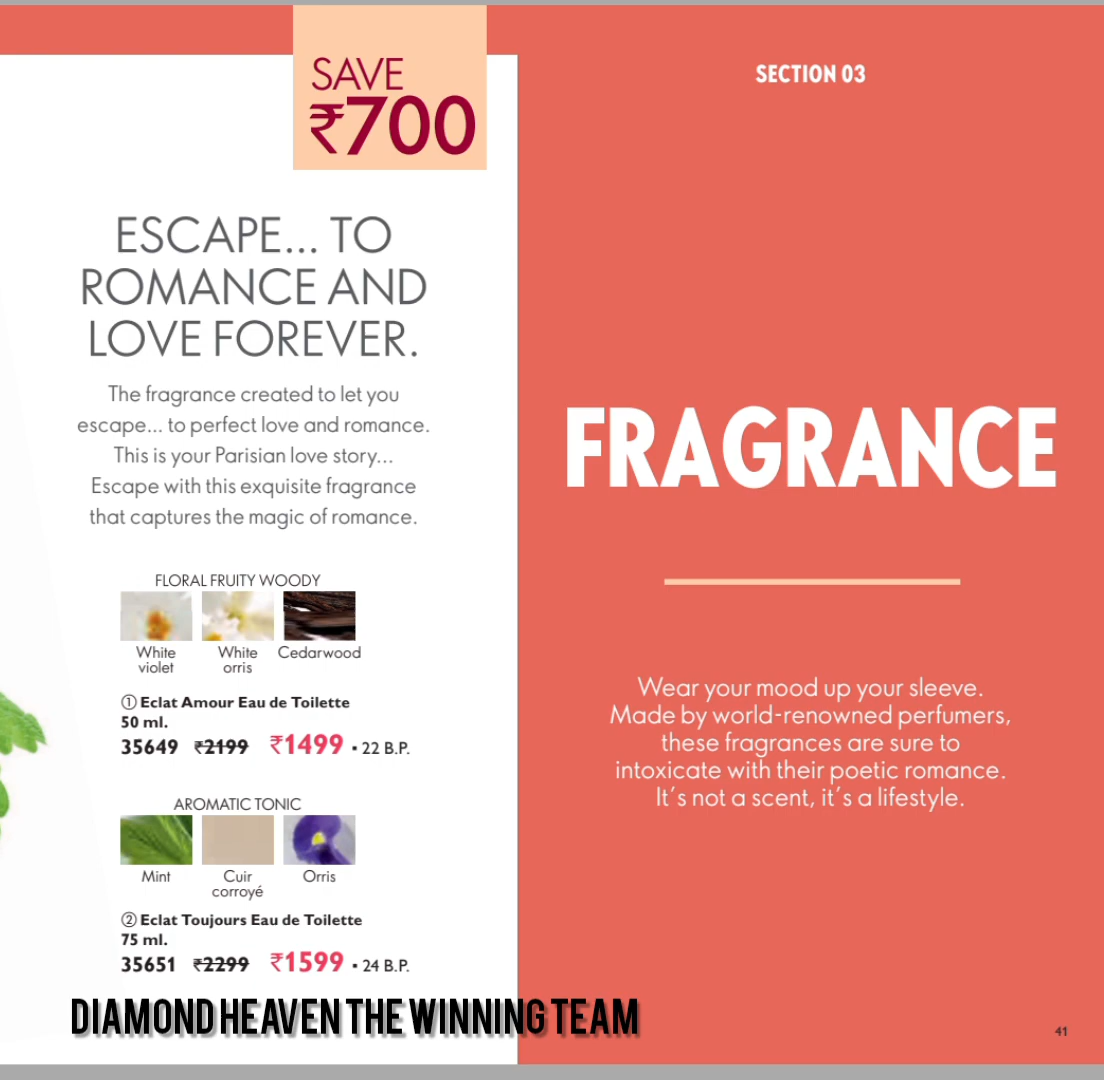 SAVE
₹700
ESCAPE... TO
ROMANCE AND
LOVE FOREVER.
The fragrance created to let you
escape... to perfect love and romance.
This is your Parisian love story...
Escape with this exquisite fragrance
that captures the magic of romance.
FLORAL FRUITY WOODY
White violet
White orris
Cedarwood
① Eclat Amour Eau de Toilette
50 ml.
35649 ₹2199 ₹1499 • 22 B.P.
AROMATIC TONIC
Mint
Cuir corroyé
Orris
② Eclat Toujours Eau de Toilette
75 ml.
35651 ₹2299 ₹1599 • 24 B.P.
DIAMOND HEAVEN THE WINNING TEAM
SECTION 03
FRAGRANCE
Wear your mood up your sleeve.
Made by world-renowned perfumers,
these fragrances are sure to
intoxicate with their poetic romance.
It's not a scent, it's a lifestyle.
41